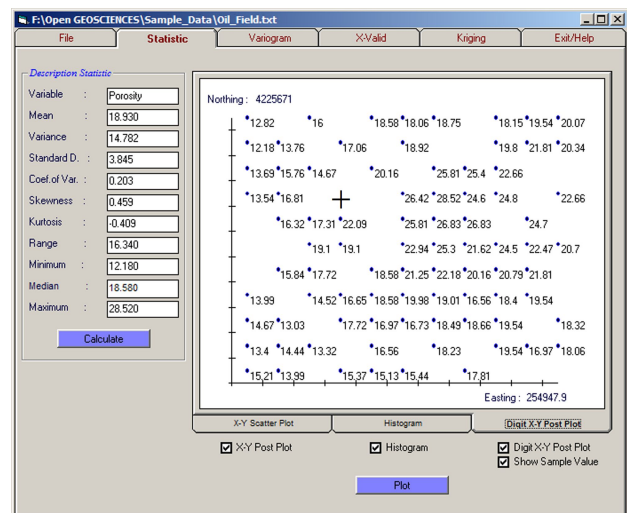 F:\Open GEOSCIENCES\Sample_Data\Oil_Field.txt
File Statistic Variogram X-Valid Kriging Exit/Help
Description Statistic
Variable : Porosity
Mean : 18.930
Variance : 14.782
Standard D. : 3.845
Coef.of Var. : 0.203
Skewness : 0.459
Kurtosis : -0.409
Range : 16.340
Minimum : 12.180
Median : 18.580
Maximum : 28.520
Calculate
Northing : 4225671
12.82 16 18.58 18.06 18.75 18.15 19.54 20.07
12.18 13.76 17.06 18.92 19.8 21.81 20.34
13.69 15.76 14.67 20.16 25.81 25.4 22.66
13.54 16.81 26.42 28.52 24.6 24.8 22.66
16.32 17.31 22.09 25.81 26.83 26.83 24.7
19.1 19.1 22.94 25.3 21.62 24.5 22.47 20.7
15.84 17.72 18.58 21.25 22.18 20.16 20.79 21.81
13.99 14.52 16.65 18.58 19.98 19.01 16.56 18.4 19.54
14.67 13.03 17.72 16.97 16.73 18.49 18.66 19.54 18.32
13.4 14.44 13.32 16.56 18.23 19.54 16.97 18.06
15.21 13.99 15.37 15.13 15.44 17.81
Easting : 254947.9
X-Y Scatter Plot Histogram Digit X-Y Post Plot
X-Y Post Plot Histogram Digit X-Y Post Plot
Show Sample Value
Plot